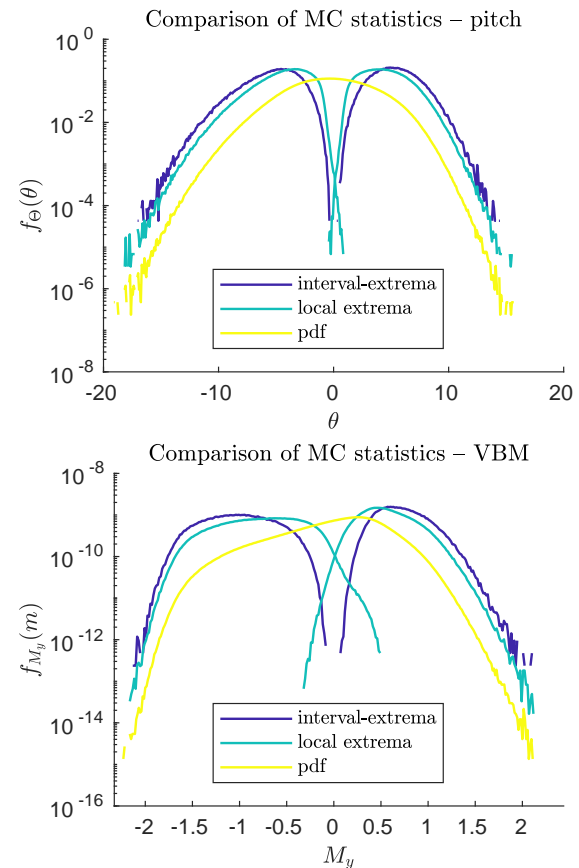 Comparison of MC statistics – pitch
10^0
10^-2
10^-4
10^-6
10^-8
f_Θ(θ)
interval-extrema
local extrema
pdf
-20 -10 0 10 20
θ
Comparison of MC statistics – VBM
10^-8
10^-10
10^-12
10^-14
10^-16
f_{M_y}(m)
interval-extrema
local extrema
pdf
-2 -1.5 -1 -0.5 0 0.5 1 1.5 2
M_y